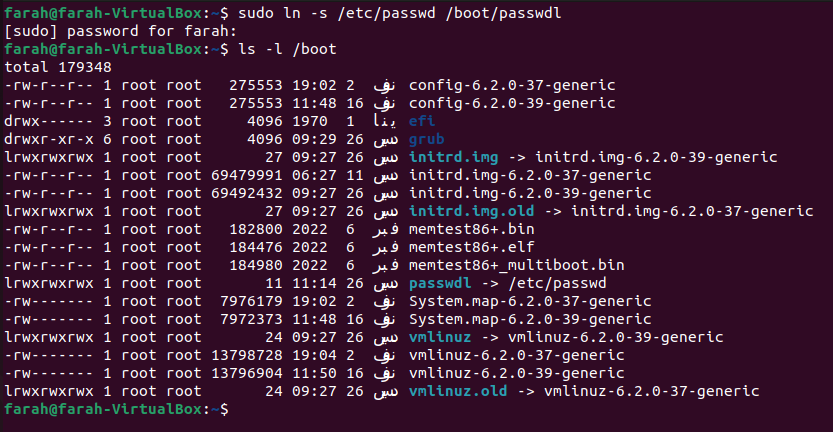 farah@farah-VirtualBox:~$ sudo ln -s /etc/passwd /boot/passwdl
[sudo] password for farah:
farah@farah-VirtualBox:~$ ls -l /boot
total 179348
-rw-r--r-- 1 root root 275553 19:02 2 نوف config-6.2.0-37-generic
-rw-r--r-- 1 root root 275553 11:48 16 نوف config-6.2.0-39-generic
drwx------ 3 root root 4096 1970 1 ينا efi
drwxr-xr-x 6 root root 4096 09:29 26 ديس grub
lrwxrwxrwx 1 root root 27 09:27 26 ديس initrd.img -> initrd.img-6.2.0-39-generic
-rw-r--r-- 1 root root 69479991 06:27 11 ديس initrd.img-6.2.0-37-generic
-rw-r--r-- 1 root root 69492432 09:27 26 ديس initrd.img-6.2.0-39-generic
lrwxrwxrwx 1 root root 27 09:27 26 ديس initrd.img.old -> initrd.img-6.2.0-37-generic
-rw-r--r-- 1 root root 182800 2022 6 فبر memtest86+.bin
-rw-r--r-- 1 root root 184476 2022 6 فبر memtest86+.elf
-rw-r--r-- 1 root root 184980 2022 6 فبر memtest86+_multiboot.bin
lrwxrwxrwx 1 root root 11 11:14 26 ديس passwdl -> /etc/passwd
-rw------- 1 root root 7976179 19:02 2 نوف System.map-6.2.0-37-generic
-rw------- 1 root root 7972373 11:48 16 نوف System.map-6.2.0-39-generic
lrwxrwxrwx 1 root root 24 09:27 26 ديس vmlinuz -> vmlinuz-6.2.0-39-generic
-rw------- 1 root root 13798728 19:04 2 نوف vmlinuz-6.2.0-37-generic
-rw------- 1 root root 13796904 11:50 16 نوف vmlinuz-6.2.0-39-generic
lrwxrwxrwx 1 root root 24 09:27 26 ديس vmlinuz.old -> vmlinuz-6.2.0-37-generic
farah@farah-VirtualBox:~$